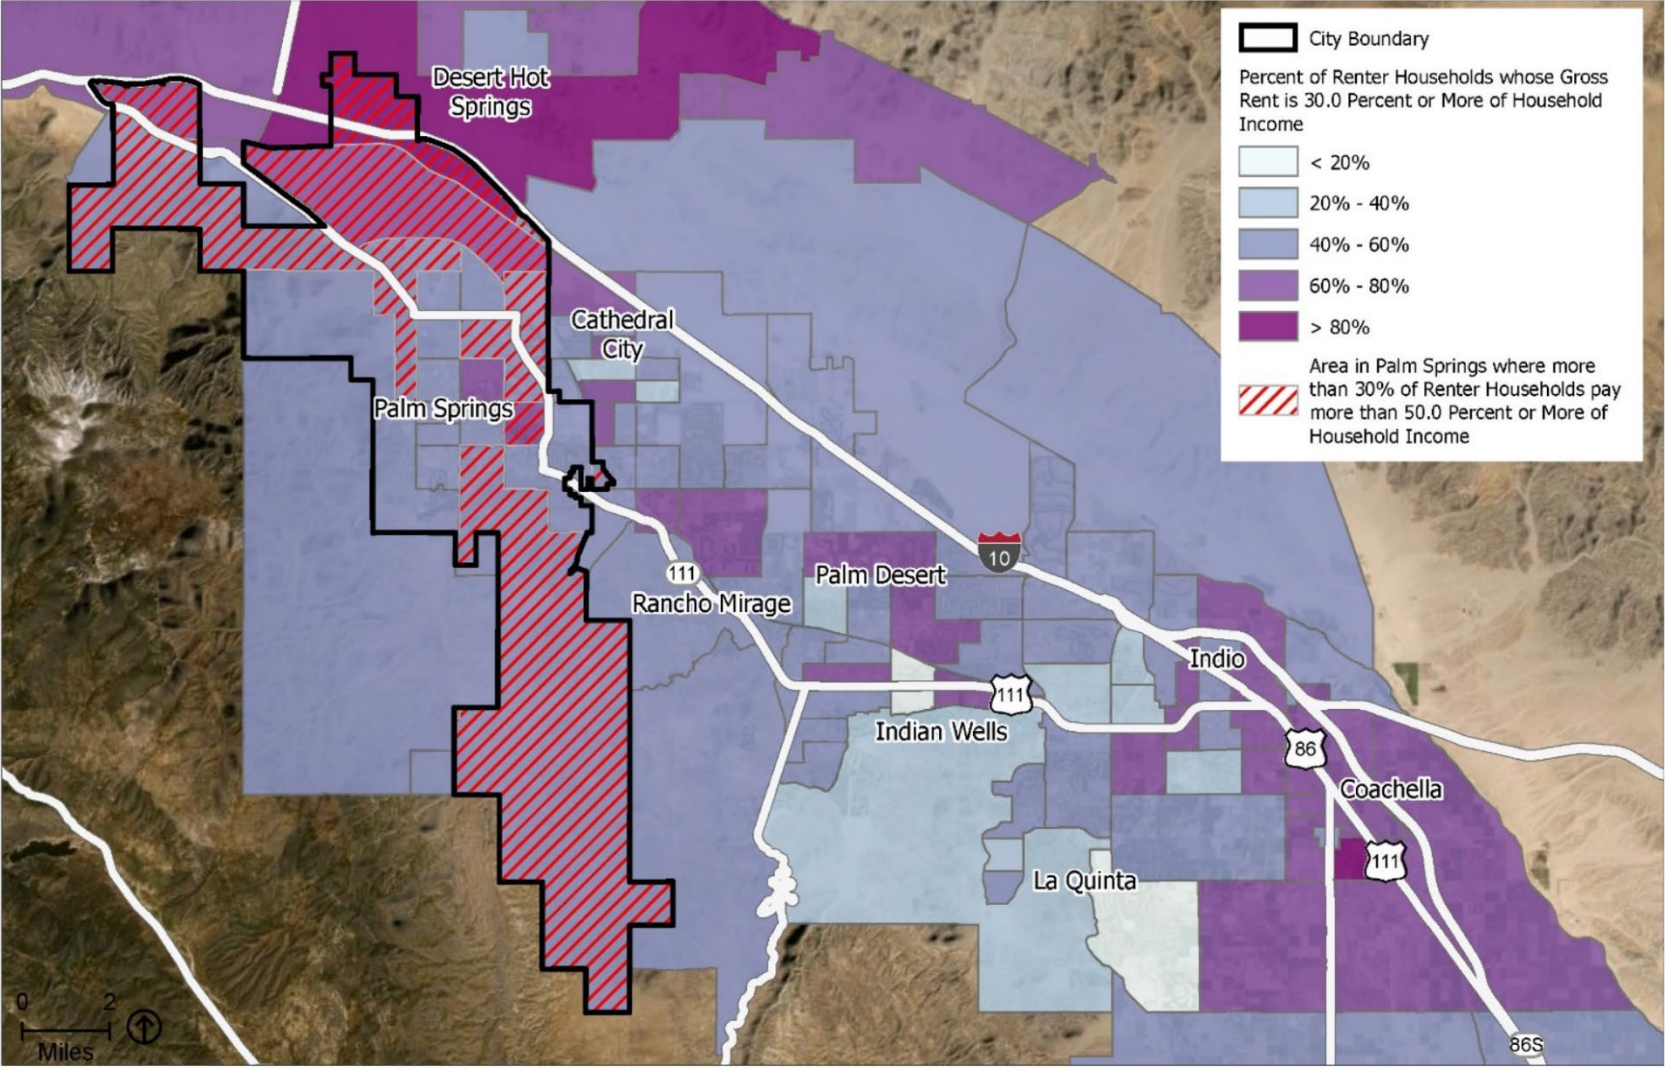 Desert Hot
Springs
Cathedral
City
Palm Springs
10
111
Palm Desert
Rancho Mirage
Indio
111
Indian Wells
86
Coachella
111
La Quinta
86S
0 2
Miles
City Boundary
Percent of Renter Households whose Gross
Rent is 30.0 Percent or More of Household
Income
< 20%
20% - 40%
40% - 60%
60% - 80%
> 80%
Area in Palm Springs where more
than 30% of Renter Households pay
more than 50.0 Percent or More of
Household Income